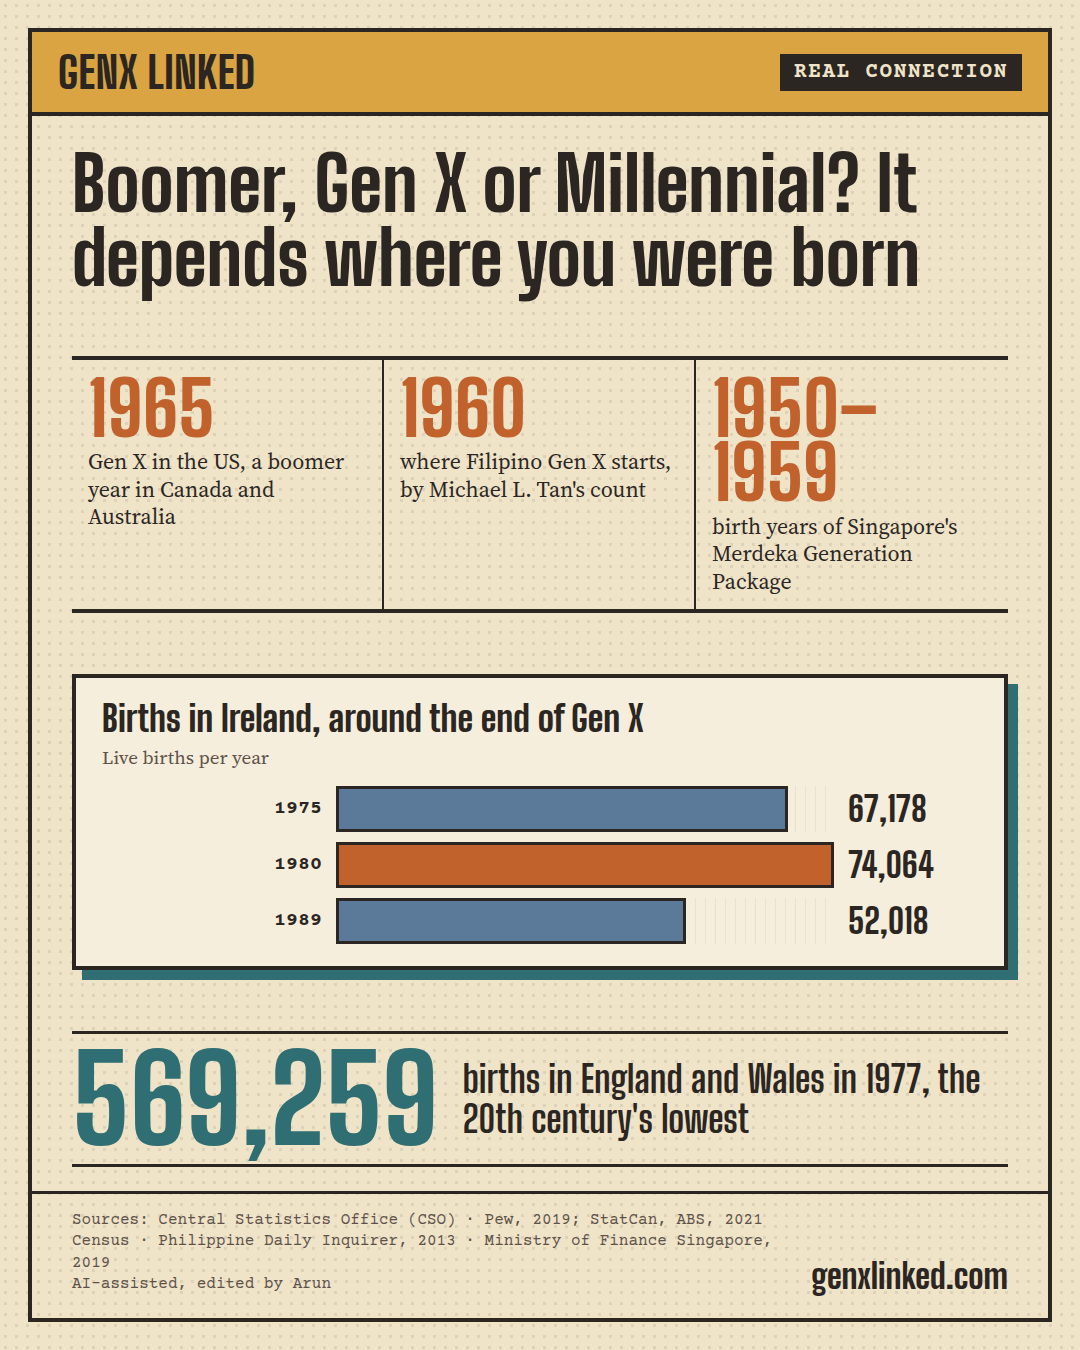 GENX LINKED
REAL CONNECTION
Boomer, Gen X or Millennial? It
depends where you were born
1965
Gen X in the US, a boomer
year in Canada and
Australia
1960
where Filipino Gen X starts,
by Michael L. Tan's count
1950–
1959
birth years of Singapore's
Merdeka Generation
Package
Births in Ireland, around the end of Gen X
Live births per year
1975 67,178
1980 74,064
1989 52,018
569,259
births in England and Wales in 1977, the
20th century's lowest
Sources: Central Statistics Office (CSO) · Pew, 2019; StatCan, ABS, 2021
Census · Philippine Daily Inquirer, 2013 · Ministry of Finance Singapore,
2019
AI-assisted, edited by Arun
genxlinked.com